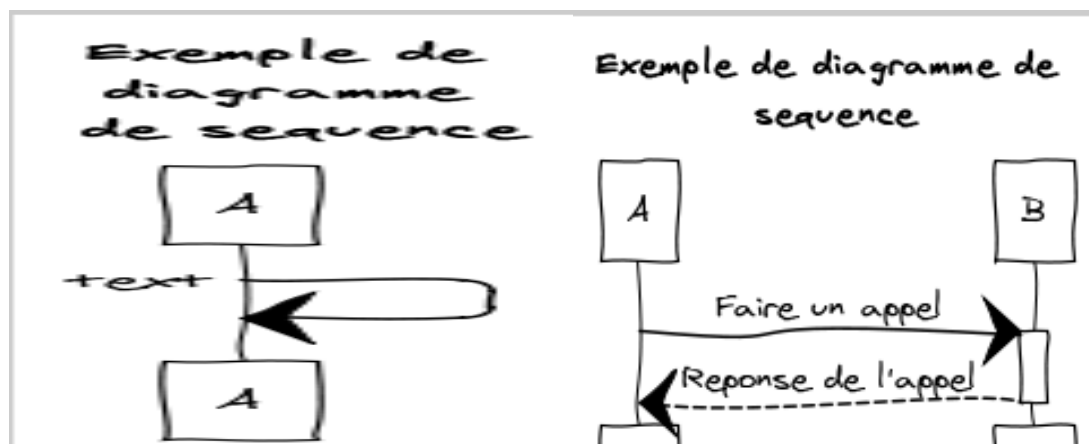 Exemple de
diagramme
de sequence
A
text
A
Exemple de diagramme de
sequence
A
B
Faire un appel
Reponse de l'appel